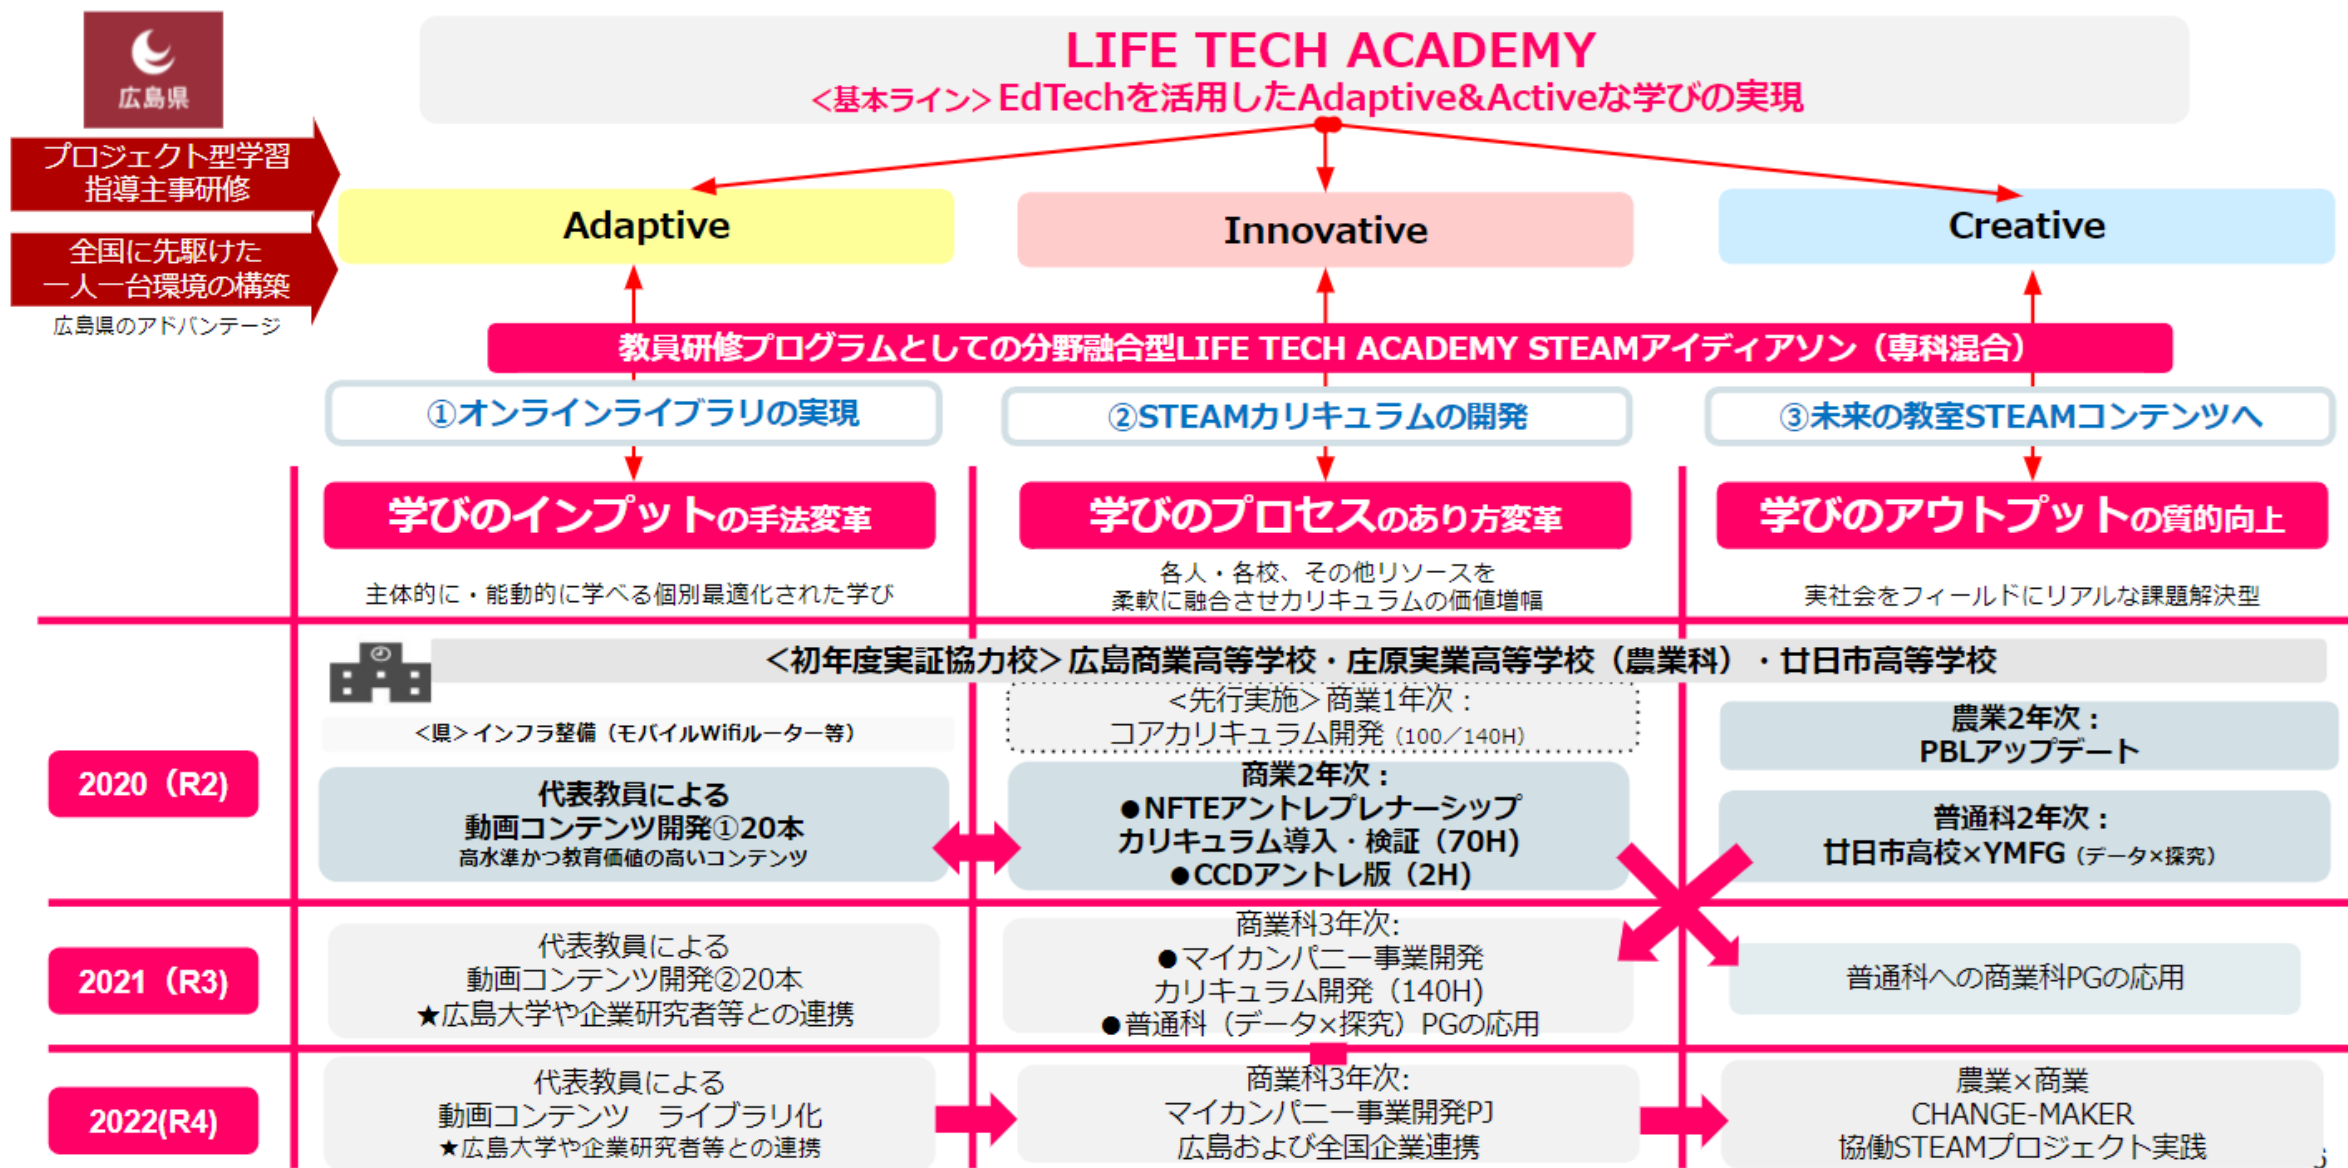 広島県
LIFE TECH ACADEMY
<基本ライン>EdTechを活用したAdaptive&Activeな学びの実現
プロジェクト型学習
指導主事研修
全国に先駆けた
一人一台環境の構築
広島県のアドバンテージ
Adaptive
Innovative
Creative
教員研修プログラムとしての分野融合型LIFE TECH ACADEMY STEAMアイディアソン（専科混合）
①オンラインライブラリの実現
②STEAMカリキュラムの開発
③未来の教室STEAMコンテンツへ
学びのインプットの手法変革
学びのプロセスのあり方変革
学びのアウトプットの質的向上
主体的に・能動的に学べる個別最適化された学び
各人・各校、その他リソースを
柔軟に融合させカリキュラムの価値増幅
実社会をフィールドにリアルな課題解決型
<初年度実証協力校>広島商業高等学校・庄原実業高等学校（農業科）・廿日市高等学校
2020（R2)
<県>インフラ整備（モバイルWifiルーター等）
代表教員による
動画コンテンツ開発①20本
高水準かつ教育価値の高いコンテンツ
<先行実施>商業1年次：
コアカリキュラム開発（100／140H）
商業2年次：
●NFTEアントレプレナーシップ
カリキュラム導入・検証（70H）
●CCDアントレ版（2H）
農業2年次：
PBLアップデート
普通科2年次：
廿日市高校×YMFG（データ×探究）
2021（R3)
代表教員による
動画コンテンツ開発②20本
★広島大学や企業研究者等との連携
商業科3年次:
●マイカンパニー事業開発
カリキュラム開発（140H）
●普通科（データ×探究）PGの応用
普通科への商業科PGの応用
2022(R4)
代表教員による
動画コンテンツ　ライブラリ化
★広島大学や企業研究者等との連携
商業科3年次:
マイカンパニー事業開発PJ
広島および全国企業連携
農業×商業
CHANGE-MAKER
協働STEAMプロジェクト実践